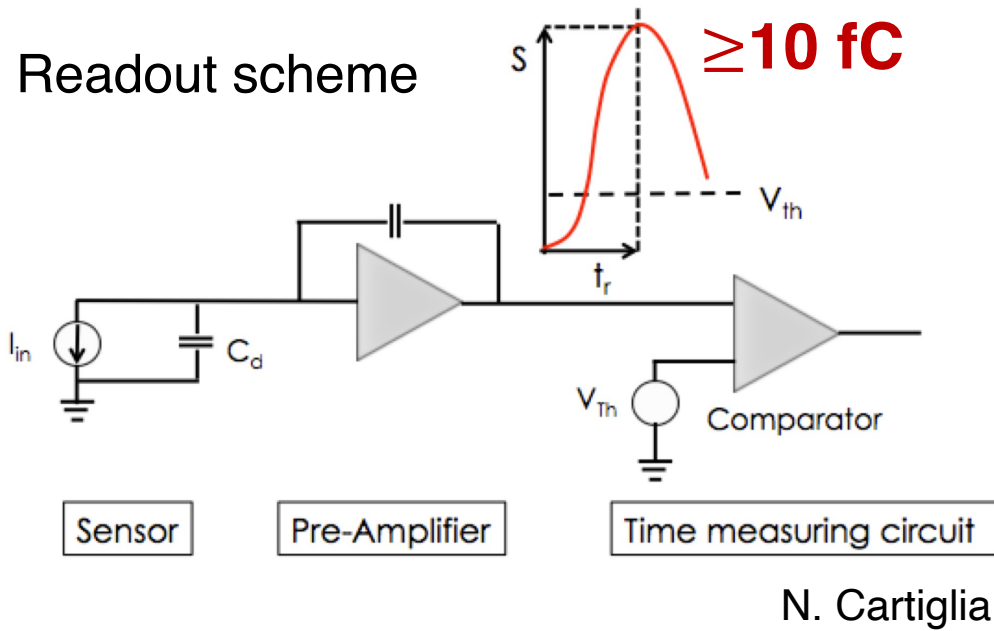 Readout scheme
S
≥10 fC
V_th
t_r
I_in
C_d
V_Th
Comparator
Sensor
Pre-Amplifier
Time measuring circuit
N. Cartiglia